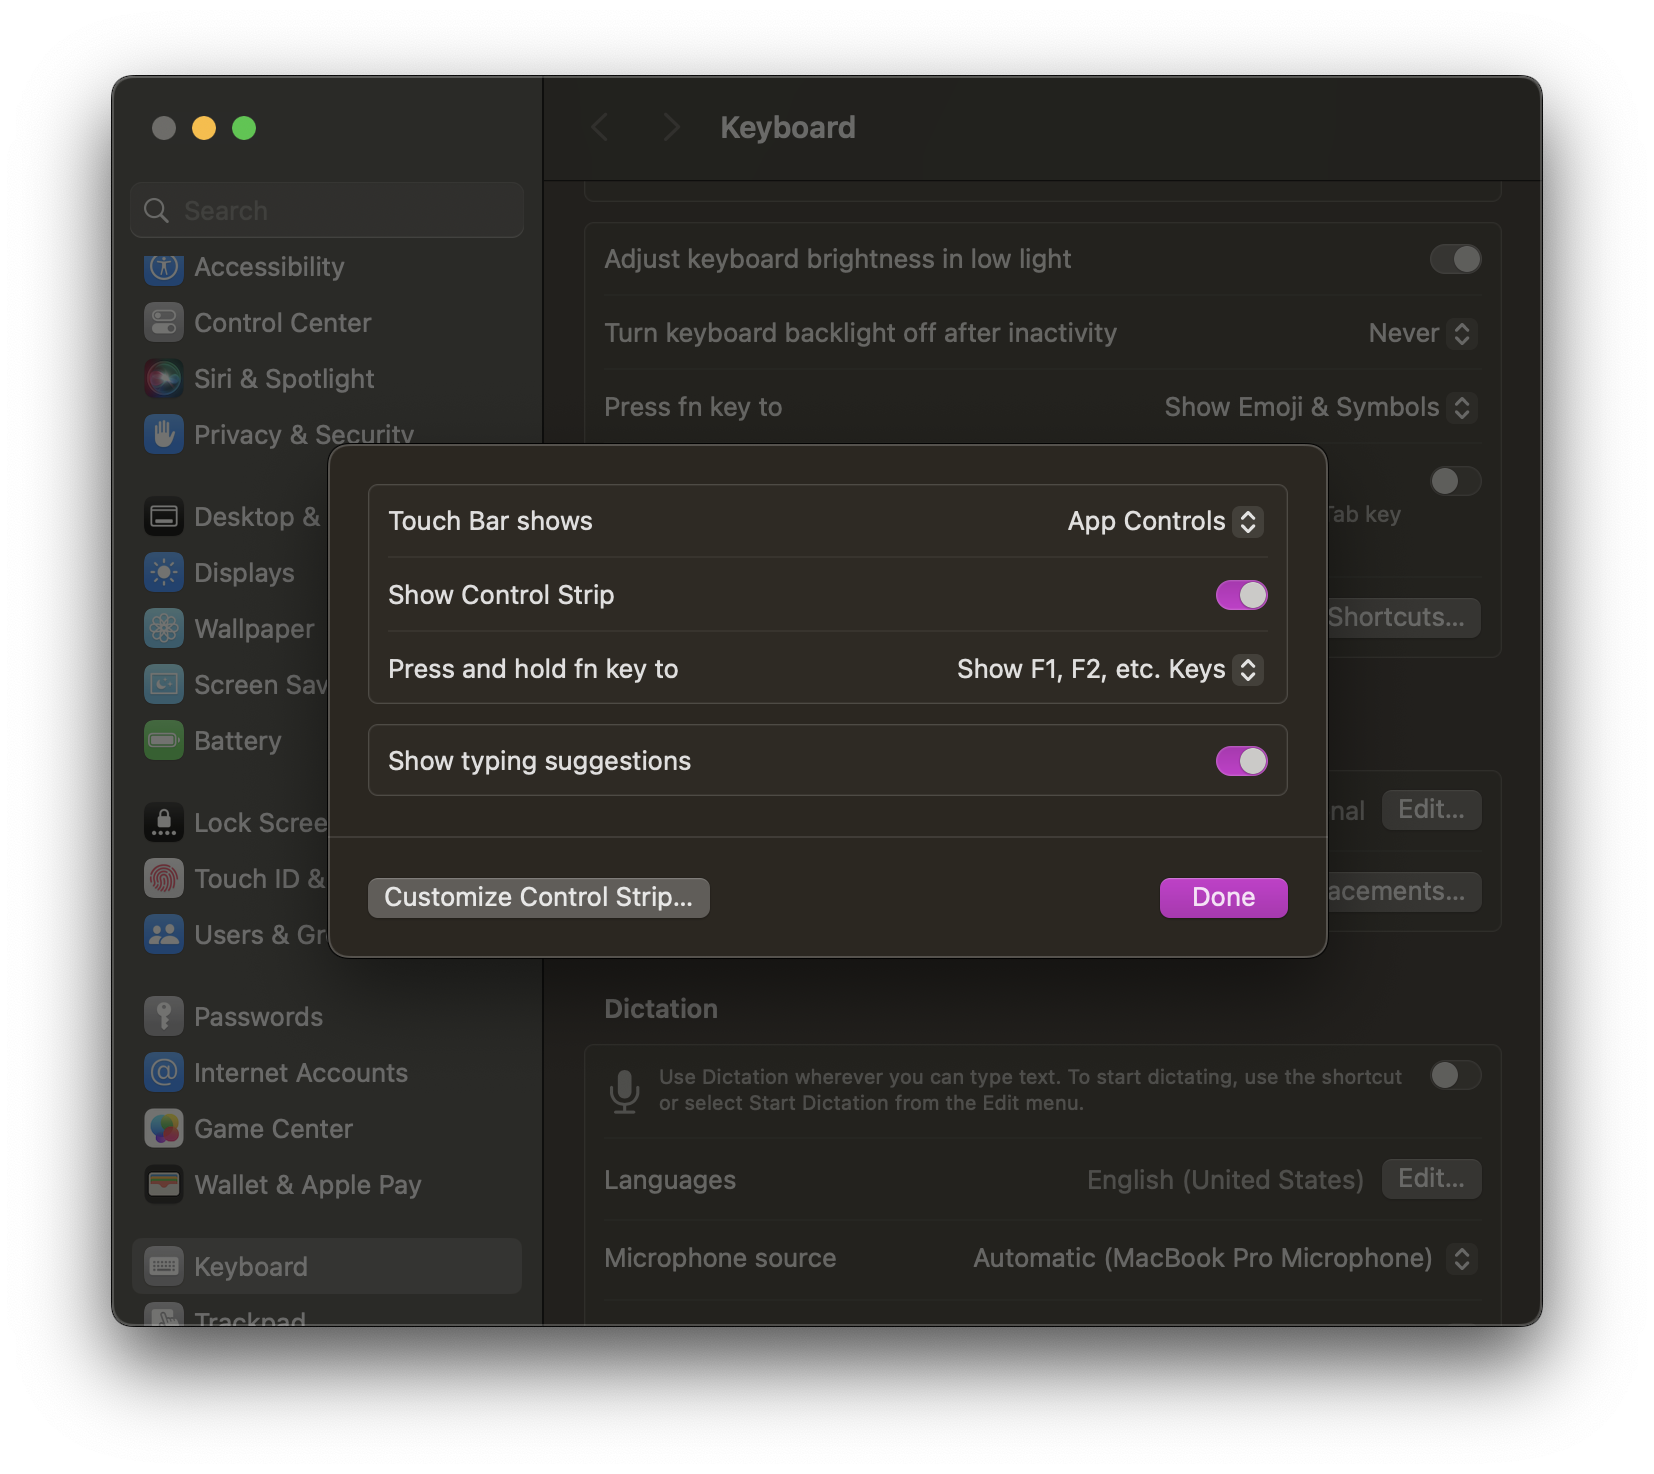 Keyboard
Search
Accessibility
Control Center
Siri & Spotlight
Privacy & Security
Desktop &
Displays
Wallpaper
Screen Sav
Battery
Lock Scree
Touch ID &
Users & Gr
Passwords
Internet Accounts
Game Center
Wallet & Apple Pay
Keyboard
Trackpad
Adjust keyboard brightness in low light
Turn keyboard backlight off after inactivity Never
Press fn key to Show Emoji & Symbols
Tab key
Shortcuts...
Touch Bar shows App Controls
Show Control Strip
Press and hold fn key to Show F1, F2, etc. Keys
Show typing suggestions
Customize Control Strip...
Done
nal Edit...
acements...
Dictation
Use Dictation wherever you can type text. To start dictating, use the shortcut
or select Start Dictation from the Edit menu.
Languages English (United States) Edit...
Microphone source Automatic (MacBook Pro Microphone)